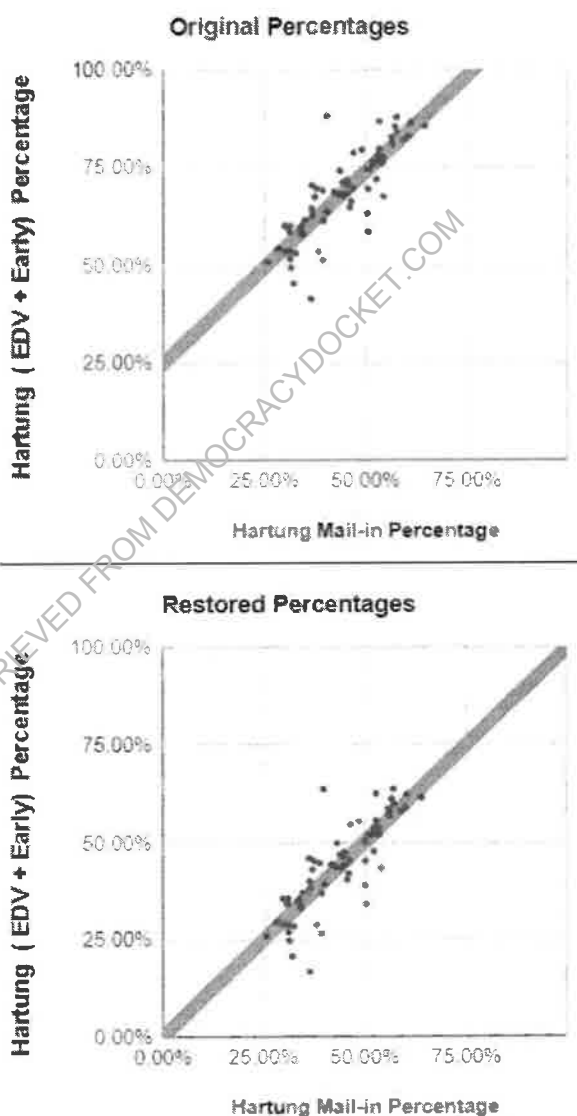 Original Percentages
100.00%
75.00%
50.00%
25.00%
0.00%
Hartung ( EDV + Early) Percentage
0.00% 25.00% 50.00% 75.00%
Hartung Mail-in Percentage
RIEVED FROM DEMOCRACYDOCKET.COM
Restored Percentages
100.00%
75.00%
50.00%
25.00%
0.00%
Hartung ( EDV + Early) Percentage
0.00% 25.00% 50.00% 75.00%
Hartung Mail-in Percentage